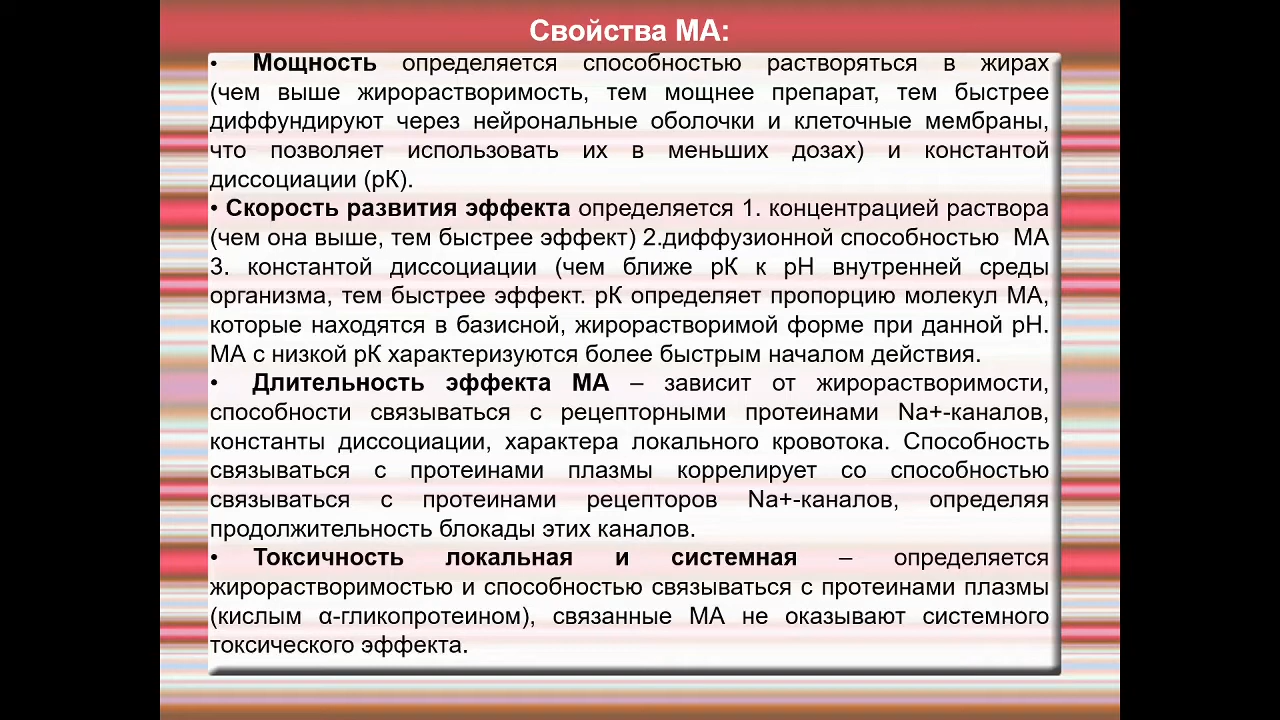 Свойства МА:
• Мощность определяется способностью растворяться в жирах
(чем выше жирорастворимость, тем мощнее препарат, тем быстрее
диффундируют через нейрональные оболочки и клеточные мембраны,
что позволяет использовать их в меньших дозах) и константой
диссоциации (рК).
• Скорость развития эффекта определяется 1. концентрацией раствора
(чем она выше, тем быстрее эффект) 2.диффузионной способностью МА
3. константой диссоциации (чем ближе рК к рН внутренней среды
организма, тем быстрее эффект. рК определяет пропорцию молекул МА,
которые находятся в базисной, жирорастворимой форме при данной рН.
МА с низкой рК характеризуются более быстрым началом действия.
• Длительность эффекта МА – зависит от жирорастворимости,
способности связываться с рецепторными протеинами Na+-каналов,
константы диссоциации, характера локального кровотока. Способность
связываться с протеинами плазмы коррелирует со способностью
связываться с протеинами рецепторов Na+-каналов, определяя
продолжительность блокады этих каналов.
• Токсичность локальная и системная – определяется
жирорастворимостью и способностью связываться с протеинами плазмы
(кислым α-гликопротеином), связанные МА не оказывают системного
токсического эффекта.